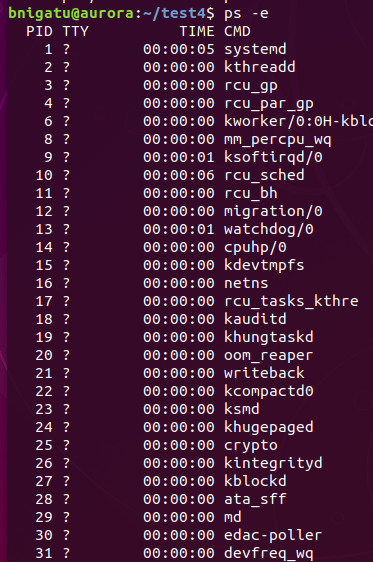 bnigatu@aurora:~/test4$ ps -e
PID TTY TIME CMD
1 ? 00:00:05 systemd
2 ? 00:00:00 kthreadd
3 ? 00:00:00 rcu_gp
4 ? 00:00:00 rcu_par_gp
6 ? 00:00:00 kworker/0:0H-kblo
8 ? 00:00:00 mm_percpu_wq
9 ? 00:00:01 ksoftirqd/0
10 ? 00:00:06 rcu_sched
11 ? 00:00:00 rcu_bh
12 ? 00:00:00 migration/0
13 ? 00:00:01 watchdog/0
14 ? 00:00:00 cpuhp/0
15 ? 00:00:00 kdevtmpfs
16 ? 00:00:00 netns
17 ? 00:00:00 rcu_tasks_kthre
18 ? 00:00:00 kauditd
19 ? 00:00:00 khungtaskd
20 ? 00:00:00 oom_reaper
21 ? 00:00:00 writeback
22 ? 00:00:00 kcompactd0
23 ? 00:00:00 ksmd
24 ? 00:00:00 khugepaged
25 ? 00:00:00 crypto
26 ? 00:00:00 kintegrityd
27 ? 00:00:00 kblockd
28 ? 00:00:00 ata_sff
29 ? 00:00:00 md
30 ? 00:00:00 edac-poller
31 ? 00:00:00 devfreq_wq